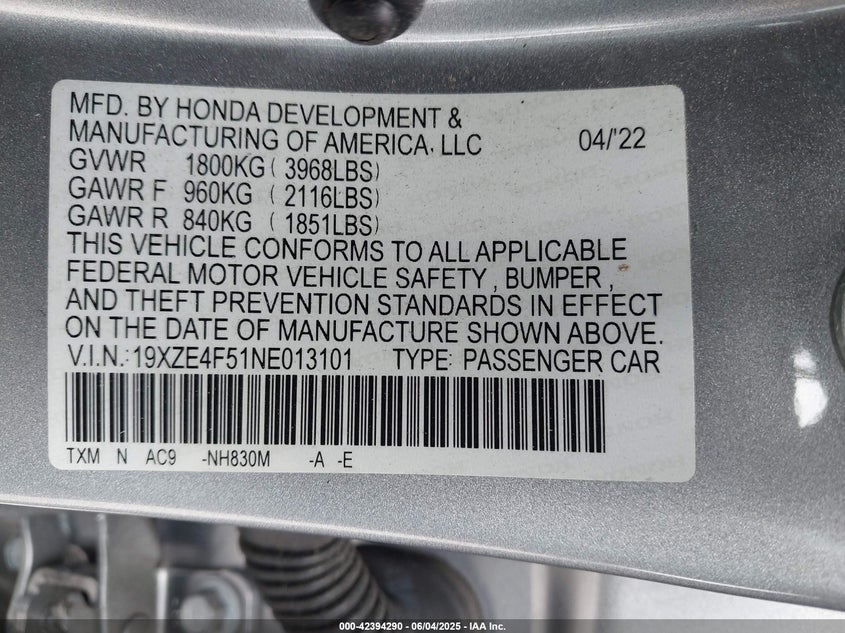 MFD. BY HONDA DEVELOPMENT &
MANUFACTURING OF AMERICA, LLC 04/'22
GVWR 1800KG ( 3968LBS)
GAWR F 960KG ( 2116LBS)
GAWR R 840KG ( 1851LBS)
THIS VEHICLE CONFORMS TO ALL APPLICABLE
FEDERAL MOTOR VEHICLE SAFETY , BUMPER ,
AND THEFT PREVENTION STANDARDS IN EFFECT
ON THE DATE OF MANUFACTURE SHOWN ABOVE.
V.I.N.: 19XZE4F51NE013101 TYPE: PASSENGER CAR
TXM N AC9 -NH830M -A -E
000-42394290 - 06/04/2025 - IAA Inc.